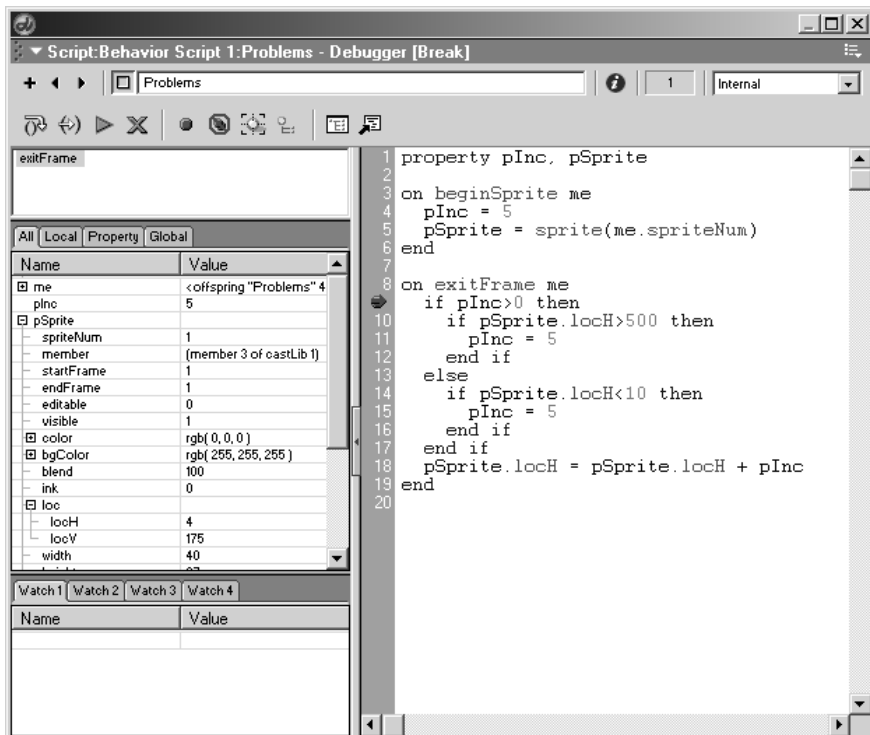 Script:Behavior Script 1:Problems - Debugger [Break]
Problems
1
Internal
exitFrame
All Local Property Global
Name Value
me <offspring "Problems" 4
pInc 5
pSprite
spriteNum 1
member (member 3 of castLib 1)
startFrame 1
endFrame 1
editable 0
visible 1
color rgb( 0, 0, 0 )
bgColor rgb( 255, 255, 255 )
blend 100
ink 0
loc
locH 4
locV 175
width 40
Watch 1 Watch 2 Watch 3 Watch 4
Name Value
1 property pInc, pSprite
2
3 on beginSprite me
4 pInc = 5
5 pSprite = sprite(me.spriteNum)
6 end
7
8 on exitFrame me
if pInc>0 then
10 if pSprite.locH>500 then
11 pInc = 5
12 end if
13 else
14 if pSprite.locH<10 then
15 pInc = 5
16 end if
17 end if
18 pSprite.locH = pSprite.locH + pInc
19 end
20